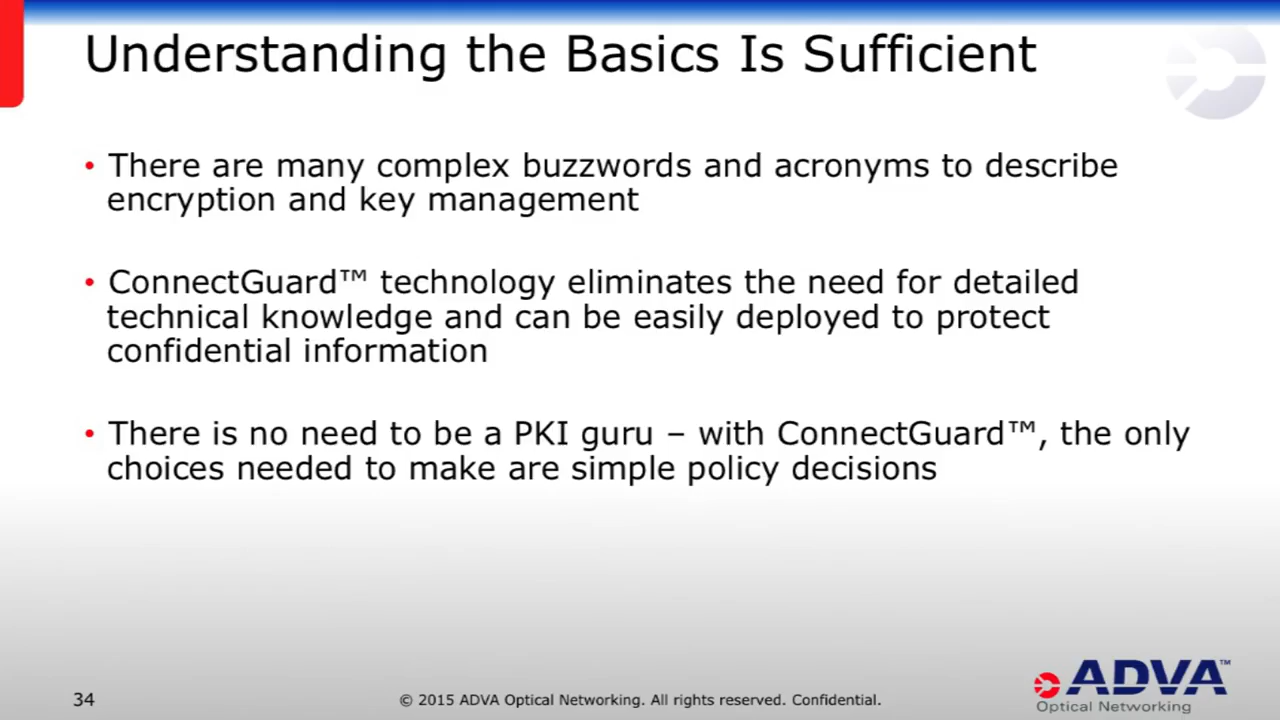 Understanding the Basics Is Sufficient
• There are many complex buzzwords and acronyms to describe
encryption and key management
• ConnectGuard™ technology eliminates the need for detailed
technical knowledge and can be easily deployed to protect
confidential information
• There is no need to be a PKI guru – with ConnectGuard™, the only
choices needed to make are simple policy decisions
34
© 2015 ADVA Optical Networking. All rights reserved. Confidential.
ADVA™
Optical Networking